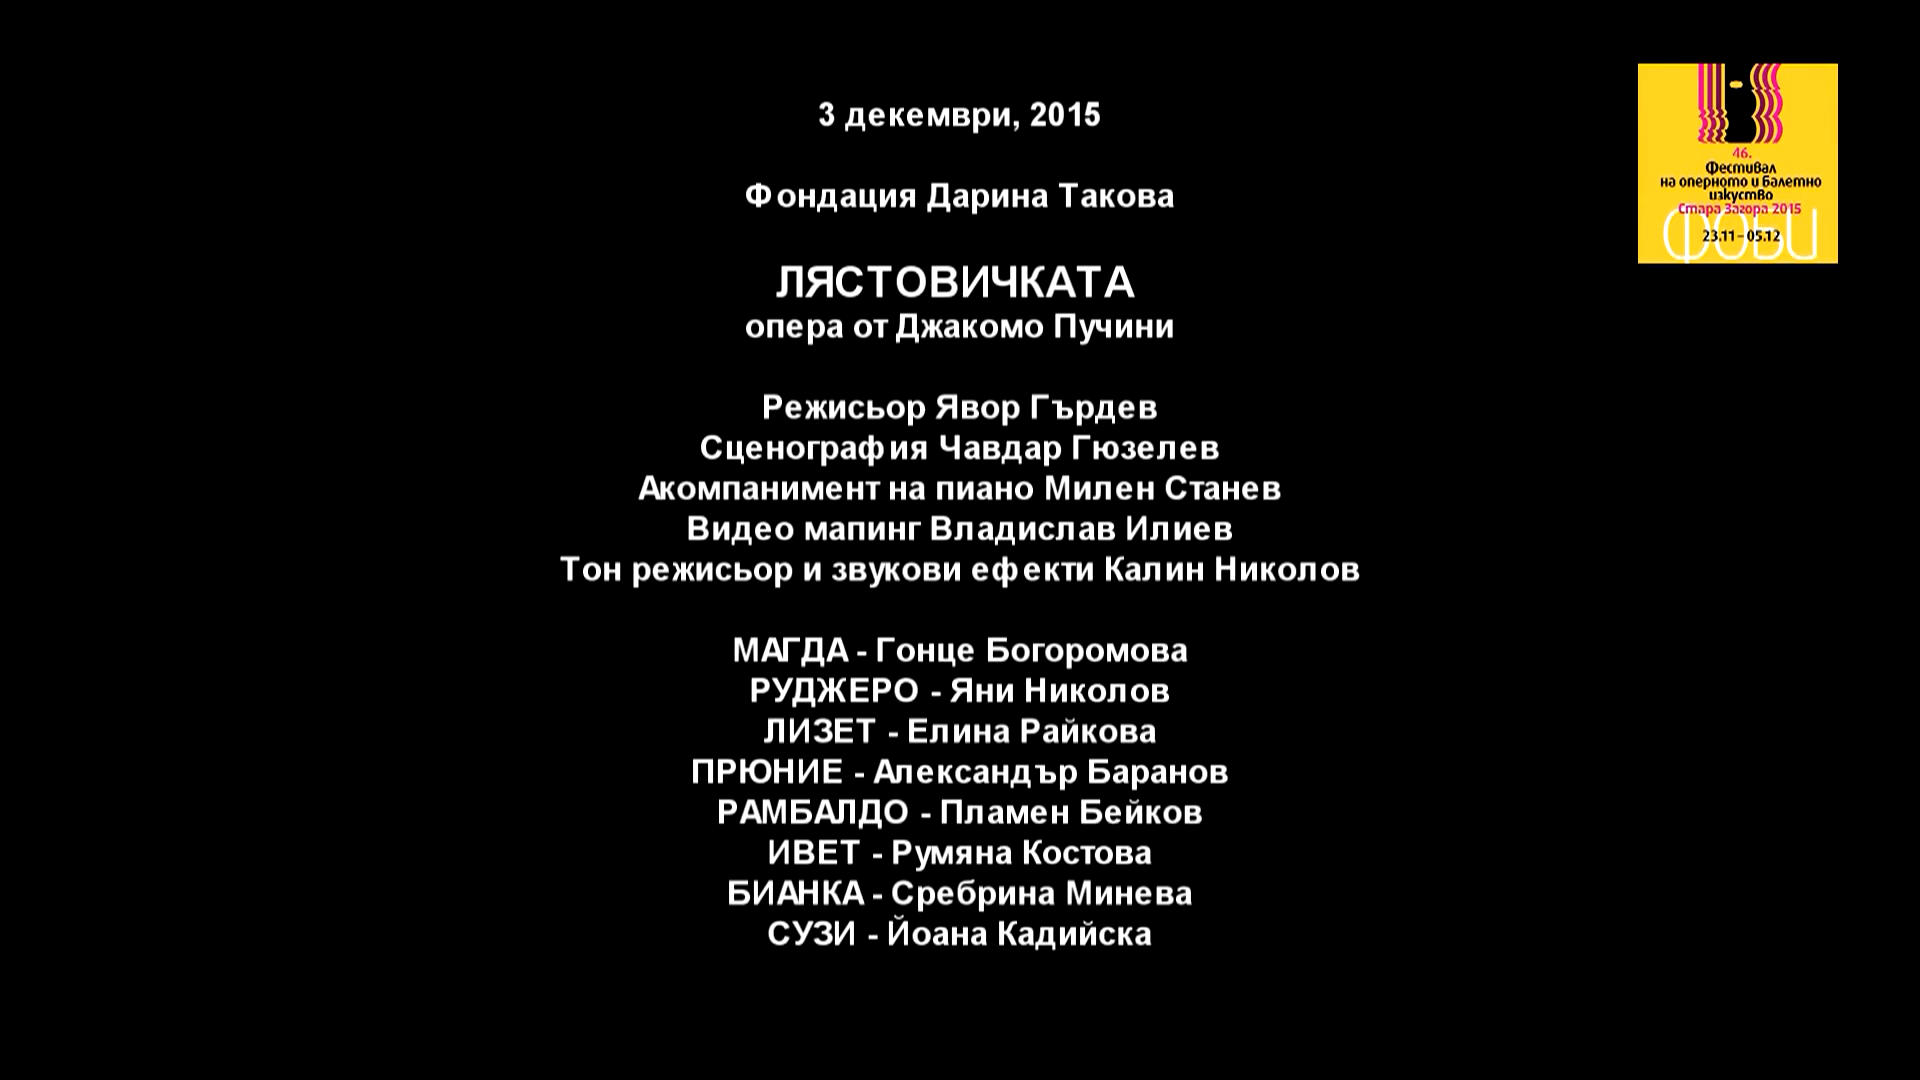 3 декември, 2015
Фондация Дарина Такова
ЛЯСТОВИЧКАТА
опера от Джакомо Пучини
Режисьор Явор Гърдев
Сценография Чавдар Гюзелев
Акомпанимент на пиано Милен Станев
Видео мапинг Владислав Илиев
Тон режисьор и звукови ефекти Калин Николов
МАГДА - Гонце Богоромова
РУДЖЕРО - Яни Николов
ЛИЗЕТ - Елина Райкова
ПРЮНИЕ - Александър Баранов
РАМБАЛДО - Пламен Бейков
ИВЕТ - Румяна Костова
БИАНКА - Сребрина Минева
СУЗИ - Йоана Кадийска
46.
Фестивал
на оперното и балетно
изкуство
Стара Загора 2015
ФОБИ
23.11 – 05.12